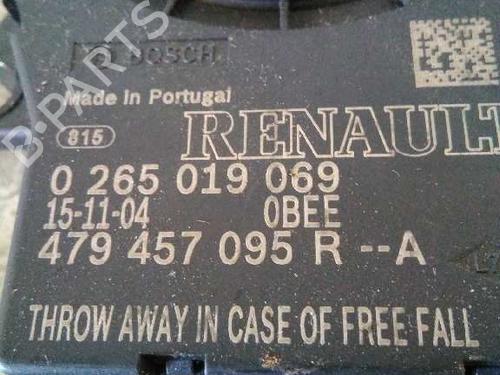 BOSCH
Made in Portugal
815
RENAULT
0 265 019 069
15-11-04 OBEE
479 457 095 R --A
THROW AWAY IN CASE OF FREE FALL
B-PARTS